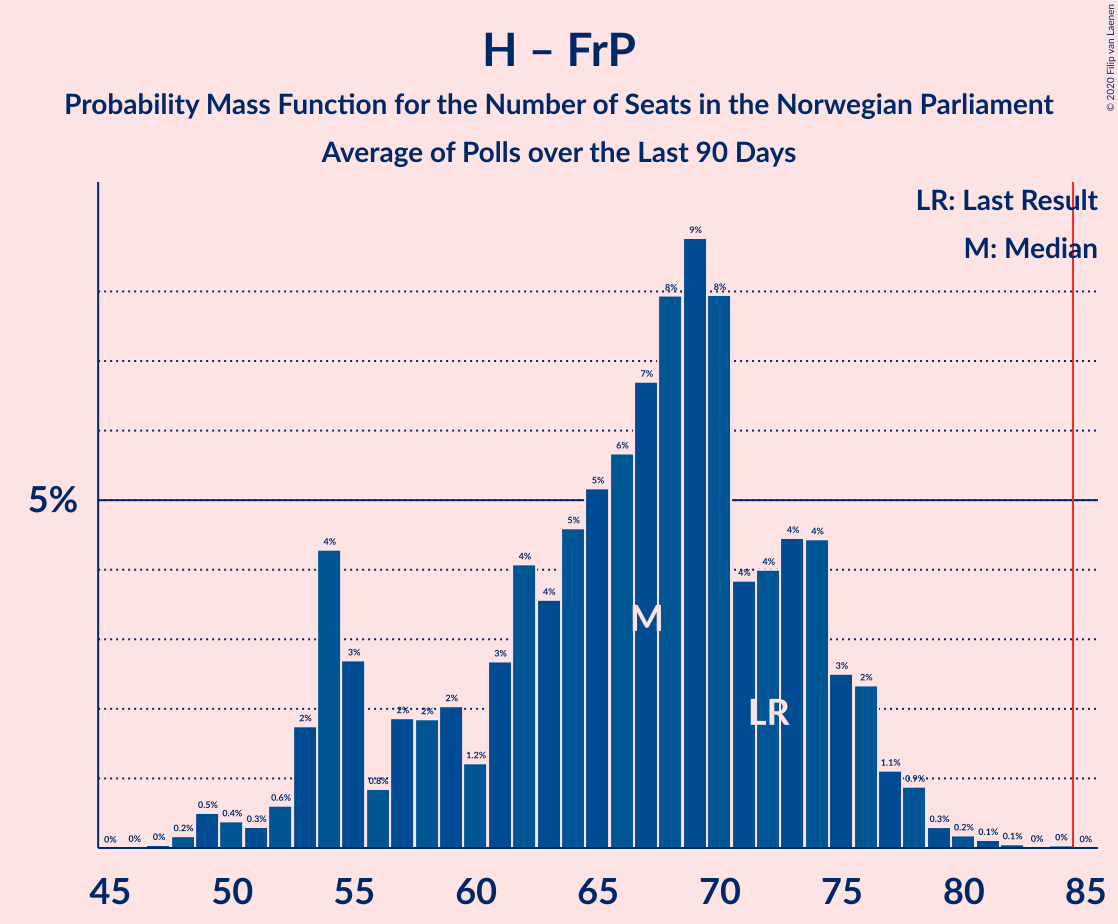 H – FrP
Probability Mass Function for the Number of Seats in the Norwegian Parliament
Average of Polls over the Last 90 Days
© 2020 Filip van Laenen
LR: Last Result
M: Median
5%
0% 0% 0% 0.2% 0.5% 0.4% 0.3% 0.6% 2% 4% 3% 0.8% 2% 2% 2% 1.2% 3% 4% 4% 5% 5% 6% 7% 8% 9% 8% 4% 4% 4% 4% 3% 2% 1.1% 0.9% 0.3% 0.2% 0.1% 0.1% 0% 0% 0%
M
LR
45 50 55 60 65 70 75 80 85